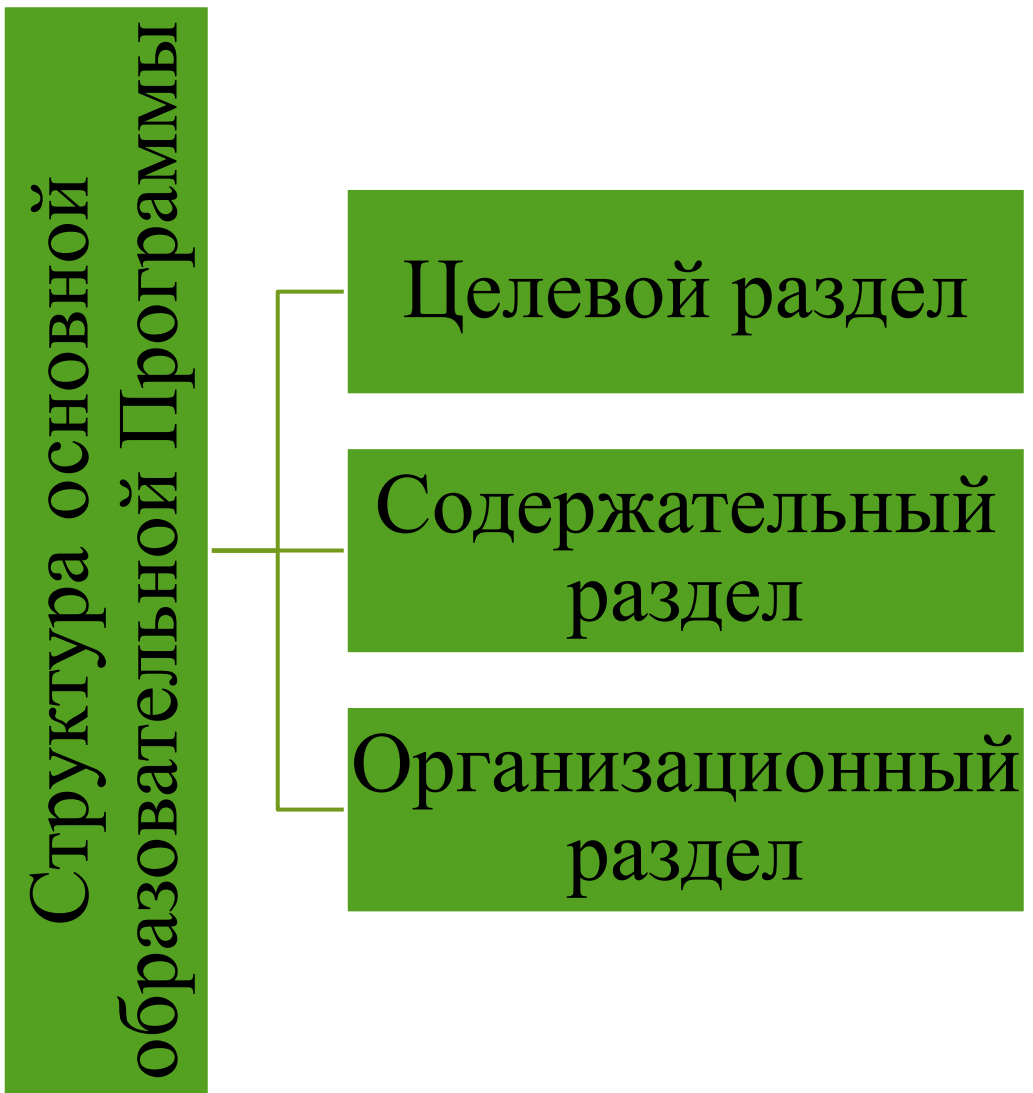 Структура основной
образовательной Программы
Целевой раздел
Содержательный
раздел
Организационный
раздел